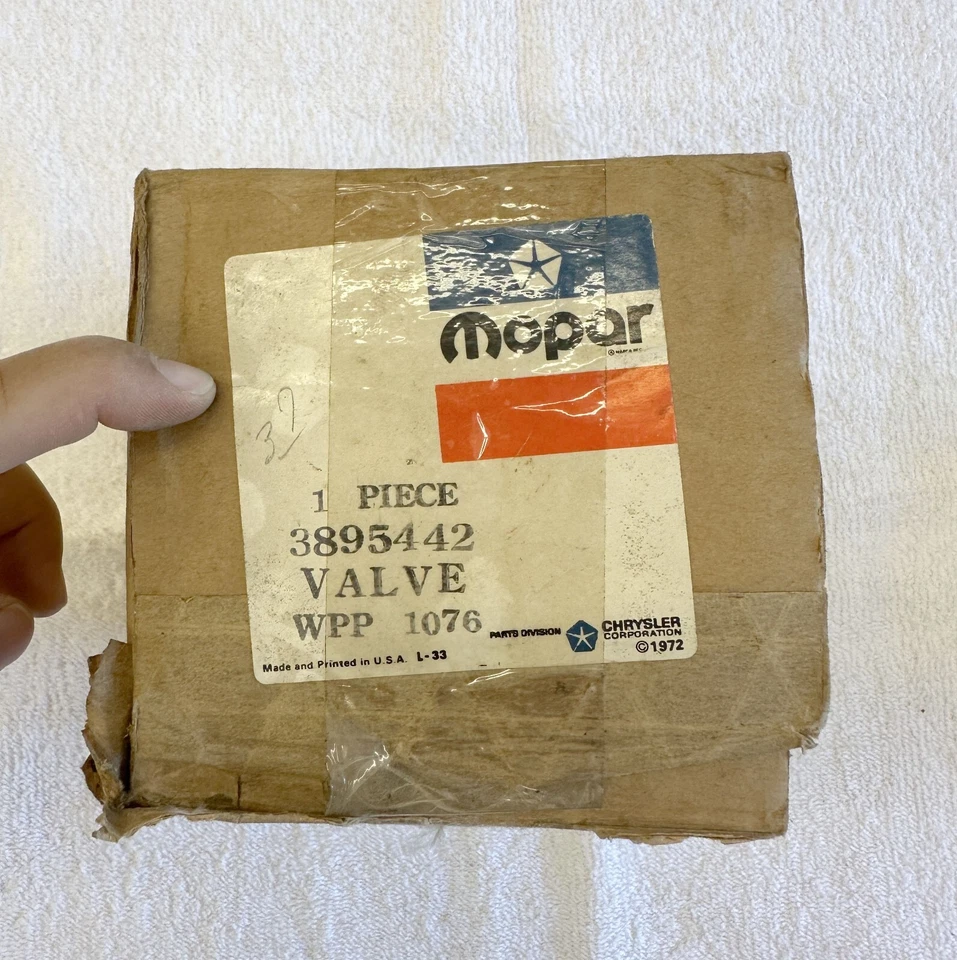 mopar
37
1 PIECE
3895442
VALVE
WPP 1076
PARTS DIVISION
CHRYSLER
CORPORATION
©1972
Made and Printed in U.S.A. L-33